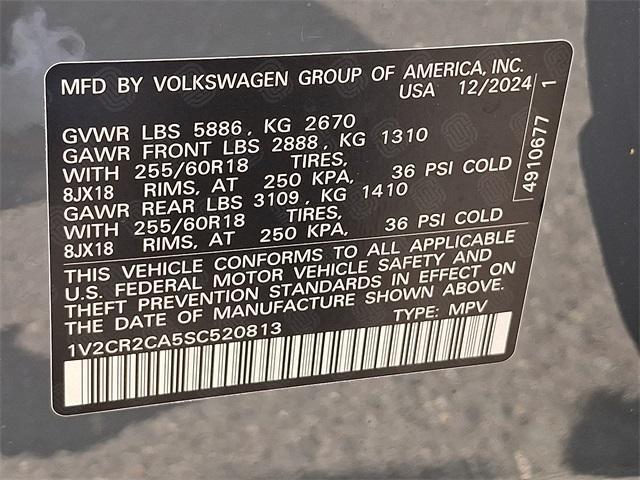 MFD BY VOLKSWAGEN GROUP OF AMERICA, INC.
USA 12/2024
GVWR LBS 5886, KG 2670
GAWR FRONT LBS 2888, KG 1310
WITH 255/60R18 TIRES,
8JX18 RIMS, AT 250 KPA, 36 PSI COLD
GAWR REAR LBS 3109, KG 1410
WITH 255/60R18 TIRES,
8JX18 RIMS, AT 250 KPA, 36 PSI COLD
THIS VEHICLE CONFORMS TO ALL APPLICABLE
U.S. FEDERAL MOTOR VEHICLE SAFETY AND
THEFT PREVENTION STANDARDS IN EFFECT ON
THE DATE OF MANUFACTURE SHOWN ABOVE.
1V2CR2CA5SC520813 TYPE: MPV
4910677 1